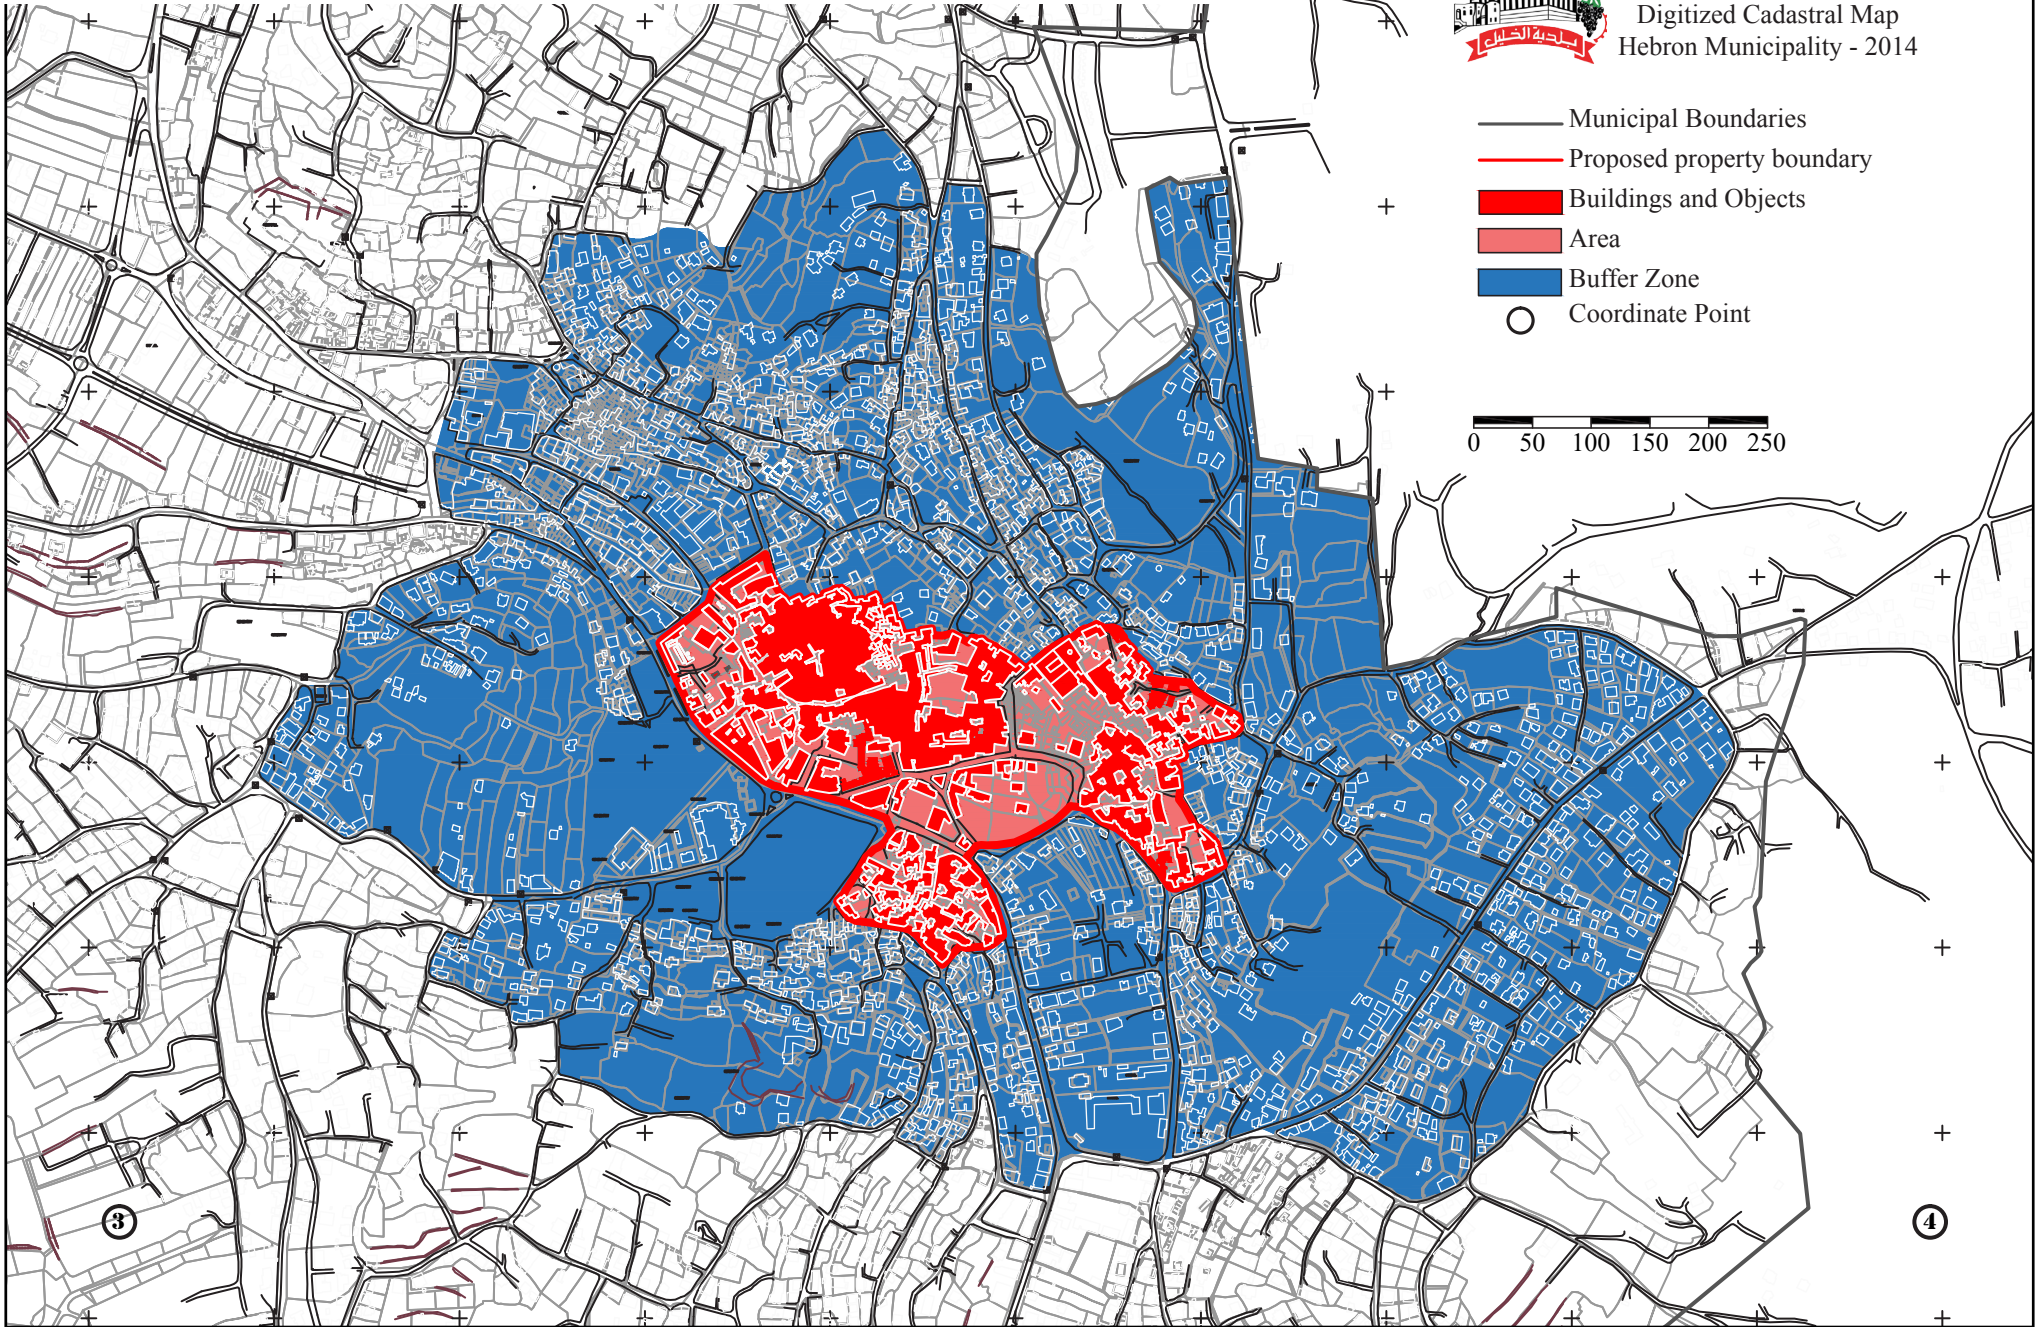 Digitized Cadastral Map
Hebron Municipality - 2014
بلدية الخليل
Municipal Boundaries
Proposed property boundary
Buildings and Objects
Area
Buffer Zone
Coordinate Point
0 50 100 150 200 250
3
4